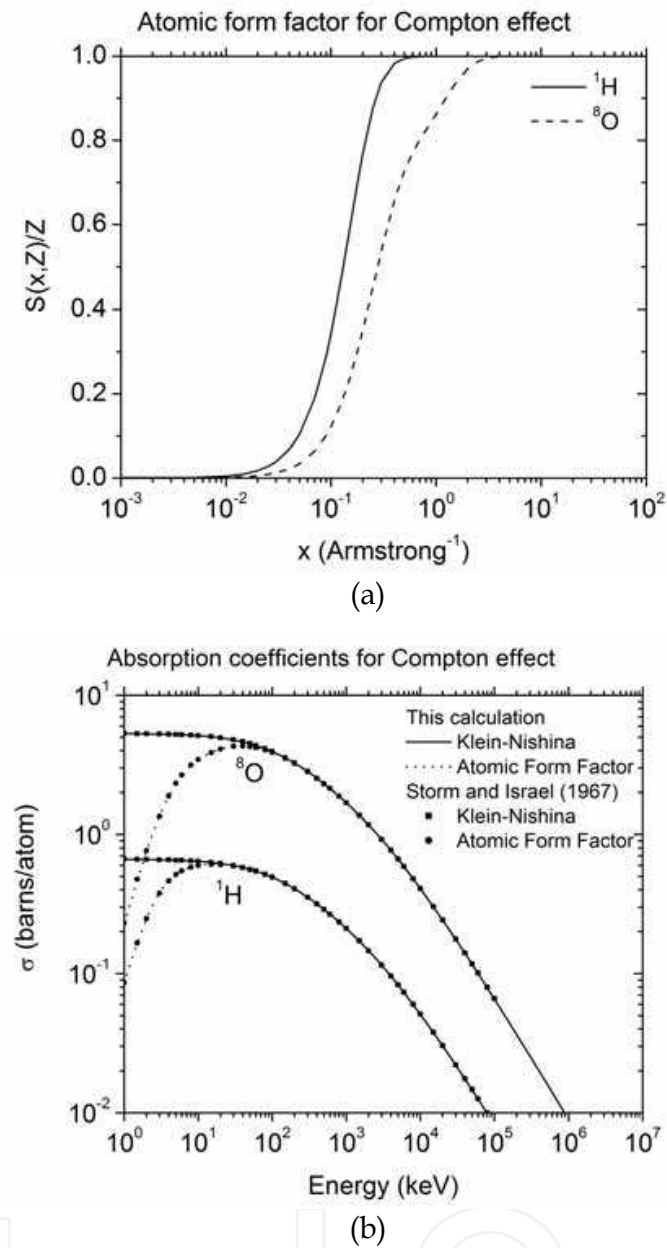 Atomic form factor for Compton effect
10⁻³ 10⁻² 10⁻¹ 10⁰ 10¹ 10²
1.0
0.8
0.6
0.4
0.2
0.0
S(x,Z)/Z
¹H
⁸O
x (Armstrong⁻¹)
(a)
Absorption coefficients for Compton effect
10¹
10⁰
10⁻¹
10⁻²
σ (barns/atom)
This calculation
Klein-Nishina
Atomic Form Factor
Storm and Israel (1967)
Klein-Nishina
Atomic Form Factor
⁸O
¹H
10⁰ 10¹ 10² 10³ 10⁴ 10⁵ 10⁶ 10⁷
Energy (keV)
(b)